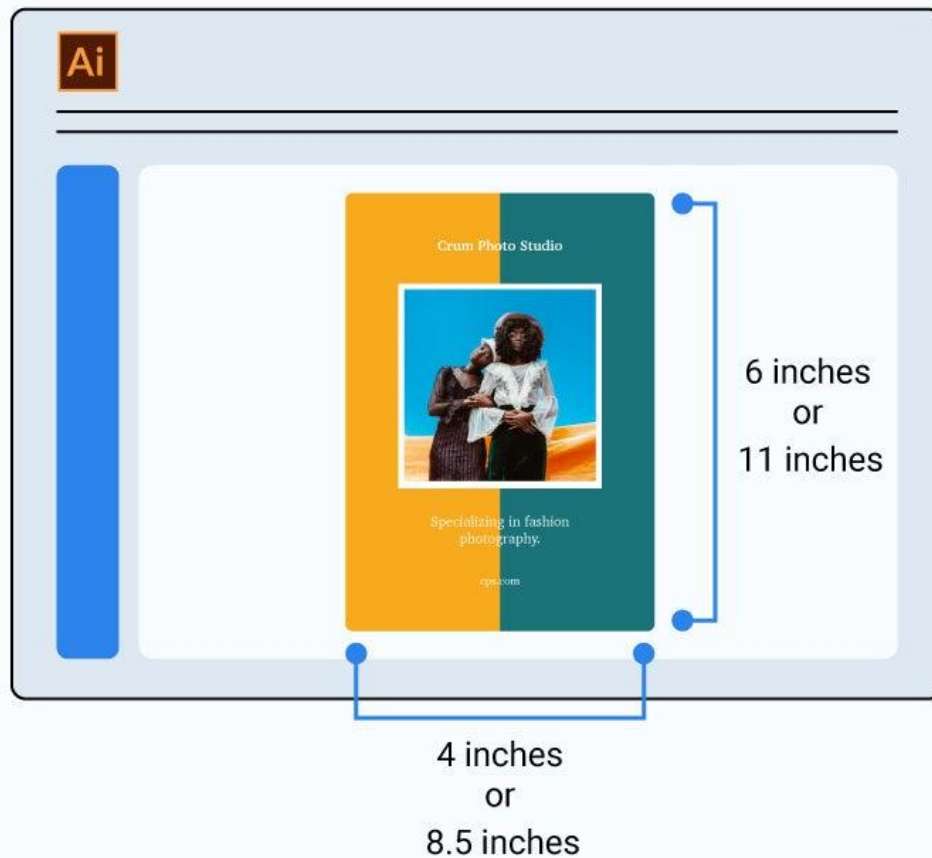 Ai
Crum Photo Studio
Specializing in fashion
photography.
cps.com
6 inches
or
11 inches
4 inches
or
8.5 inches